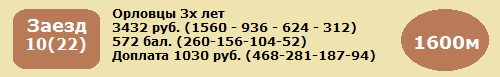 Заезд
10(22)
Орловцы 3х лет
3432 руб. (1560 - 936 - 624 - 312)
572 бал. (260-156-104-52)
Доплата 1030 руб. (468-281-187-94)
1600м